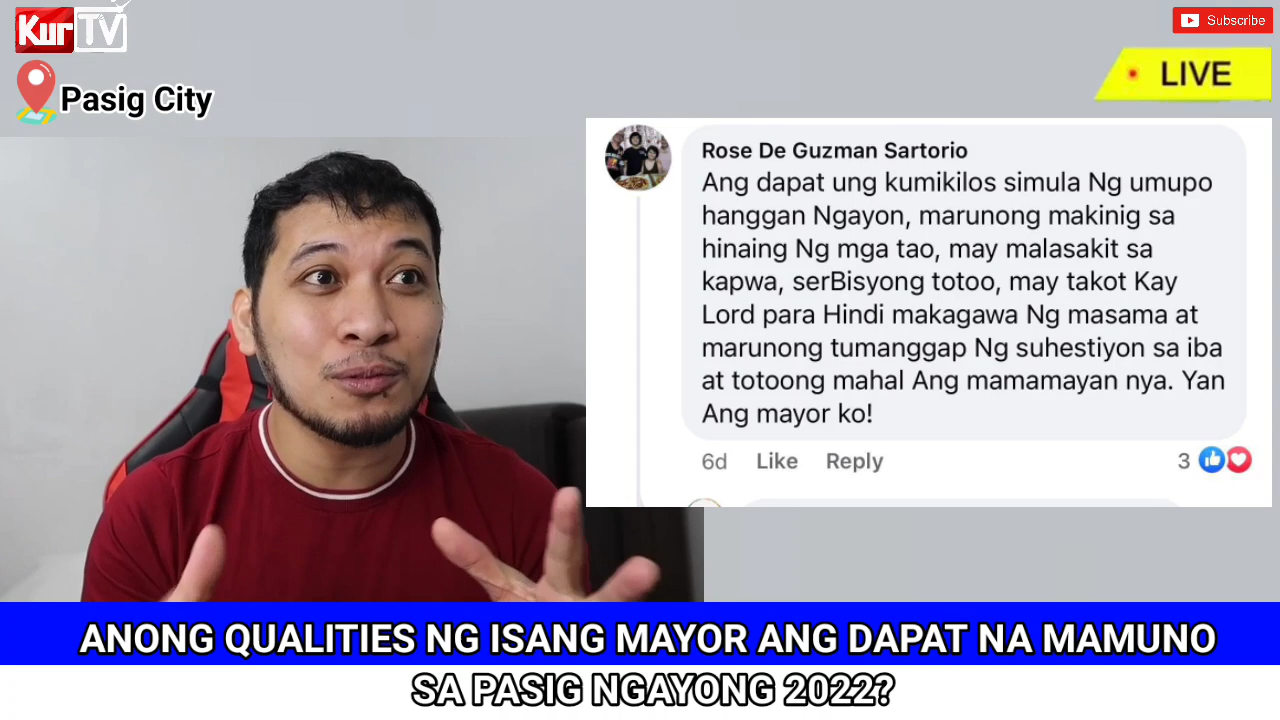 KurTV
Subscribe
Pasig City
LIVE
Rose De Guzman Sartorio
Ang dapat ung kumikilos simula Ng umupo
hanggan Ngayon, marunong makinig sa
hinaing Ng mga tao, may malasakit sa
kapwa, serBisyong totoo, may takot Kay
Lord para Hindi makagawa Ng masama at
marunong tumanggap Ng suhestiyon sa iba
at totoong mahal Ang mamamayan nya. Yan
Ang mayor ko!
6d Like Reply 3
ANONG QUALITIES NG ISANG MAYOR ANG DAPAT NA MAMUNO
SA PASIG NGAYONG 2022?